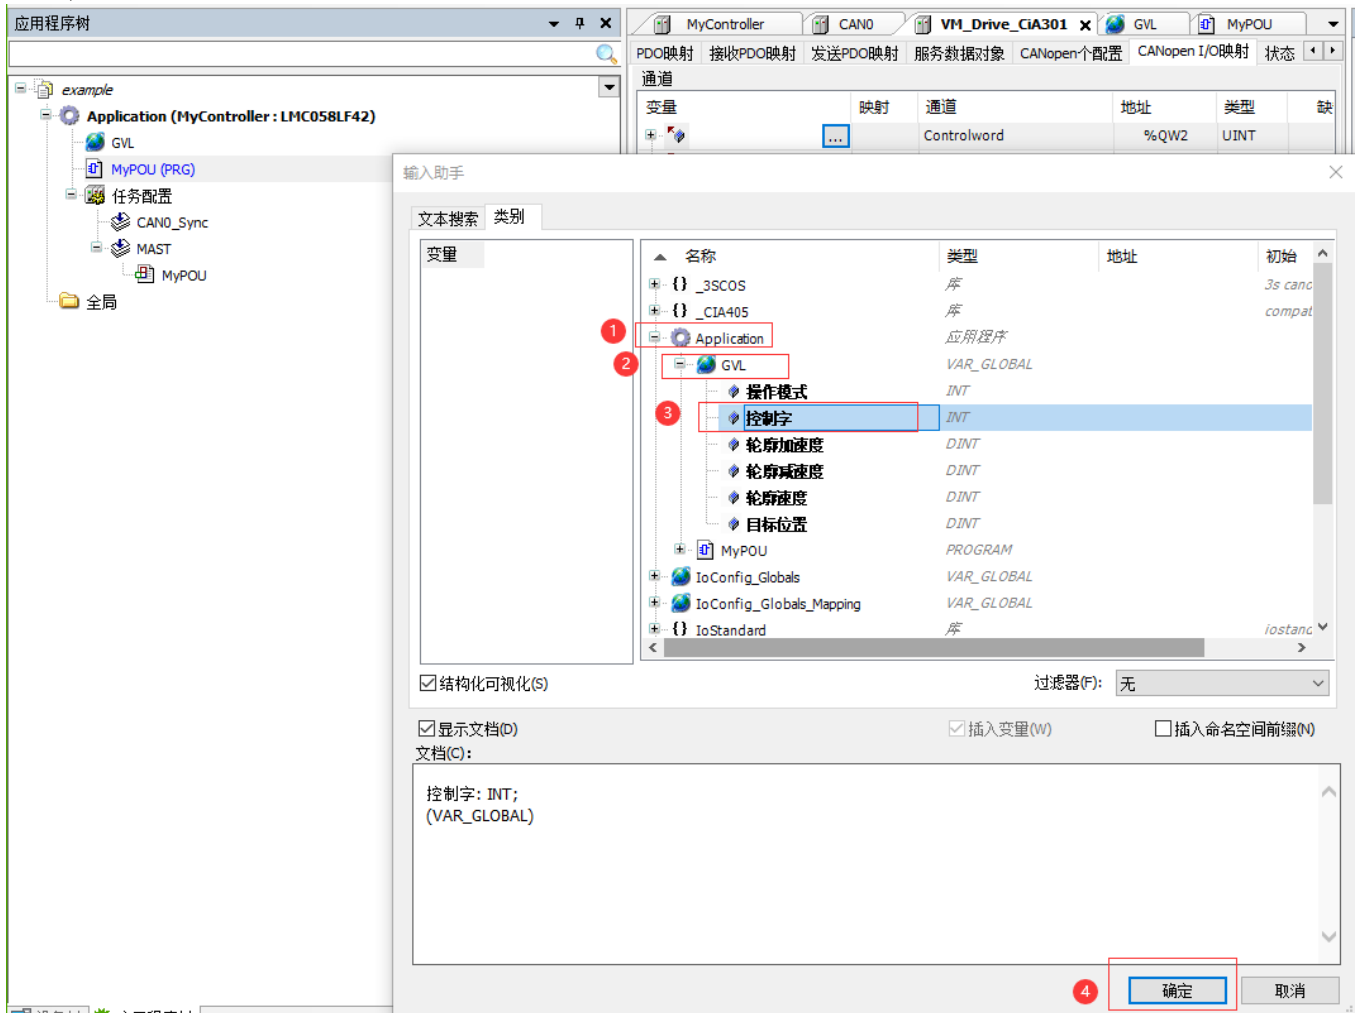 应用程序树
MyController
CAN0
VM_Drive_CiA301
GVL
MyPOU
PDO映射 接收PDO映射 发送PDO映射 服务数据对象 CANopen个配置 CANopen I/O映射 状态
通道
变量 映射 通道 地址 类型 缺
... Controlword %QW2 UINT
example
Application (MyController : LMC058LF42)
GVL
MyPOU (PRG)
任务配置
CAN0_Sync
MAST
MyPOU
全局
输入助手
文本搜索 类别
变量
名称 类型 地址 初始
{} _3SCOS 库 3s canc
{} _CIA405 库 compat
1 Application 应用程序
2 GVL VAR_GLOBAL
操作模式 INT
3 控制字 INT
轮廓加速度 DINT
轮廓减速度 DINT
轮廓速度 DINT
目标位置 DINT
MyPOU PROGRAM
IoConfig_Globals VAR_GLOBAL
IoConfig_Globals_Mapping VAR_GLOBAL
{} IoStandard 库 iostand
结构化可视化(S) 过滤器(F): 无
显示文档(D) 插入变量(W) 插入命名空间前缀(N)
文档(C):
控制字: INT;
(VAR_GLOBAL)
4 确定 取消